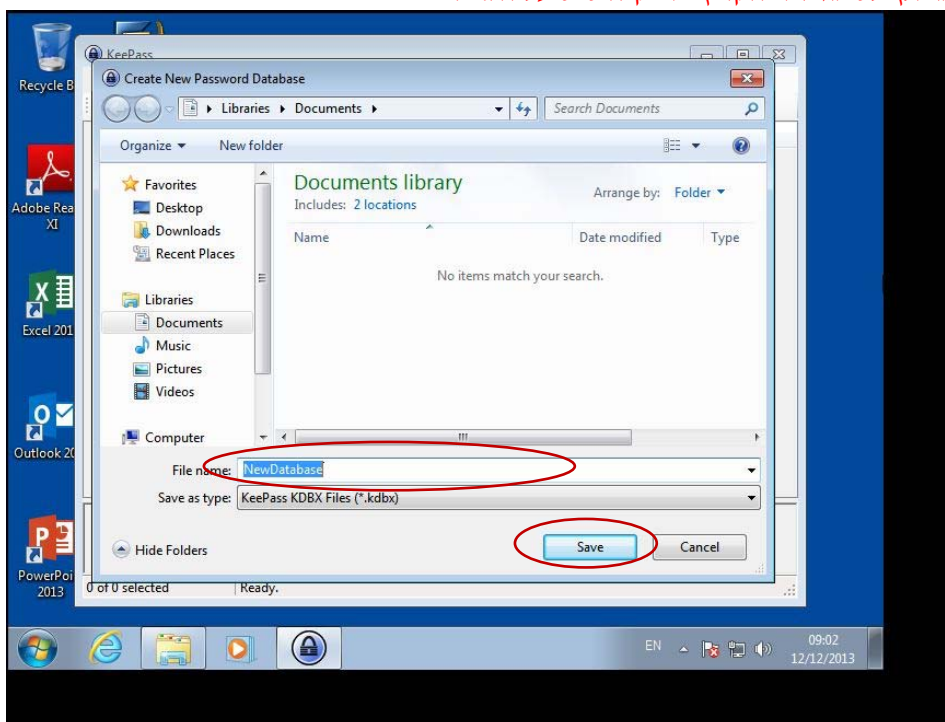 Recycle B
KeePass
Create New Password Database
Libraries
Documents
Search Documents
Organize
New folder
Favorites
Desktop
Downloads
Recent Places
Libraries
Documents
Music
Pictures
Videos
Computer
Documents library
Includes: 2 locations
Arrange by: Folder
Name
Date modified
Type
No items match your search.
File name: NewDatabase
Save as type: KeePass KDBX Files (*.kdbx)
Hide Folders
Save
Cancel
0 of 0 selected
Ready.
Adobe Rea
XI
Excel 201
Outlook 20
PowerPoi
2013
EN
09:02
12/12/2013